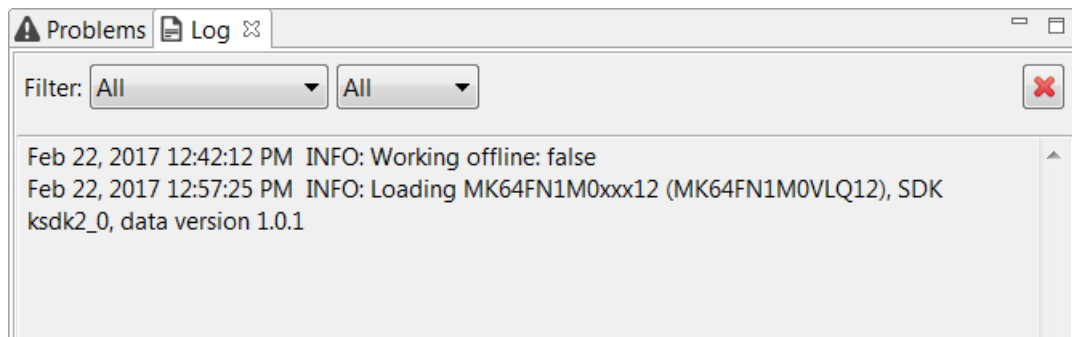 Problems Log
Filter: All All
Feb 22, 2017 12:42:12 PM  INFO: Working offline: false
Feb 22, 2017 12:57:25 PM  INFO: Loading MK64FN1M0xxx12 (MK64FN1M0VLQ12), SDK
ksdk2_0, data version 1.0.1